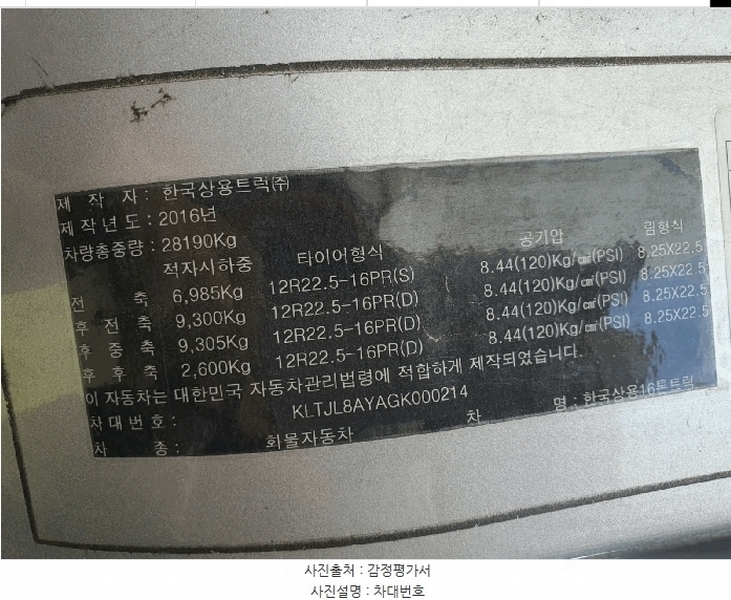 제 작 자 : 한국상용트럭㈜
제 작 년 도 : 2016년
차량총중량 : 28190Kg
적차시하중 타이어형식 공기압 림형식
전 축 6,985Kg 12R22.5-16PR(S) 8.44(120)Kg/㎠(PSI) 8.25X22.5
후 전 축 9,300Kg 12R22.5-16PR(D) 8.44(120)Kg/㎠(PSI) 8.25X22.5
후 중 축 9,305Kg 12R22.5-16PR(D) 8.44(120)Kg/㎠(PSI) 8.25X22.5
후 후 축 2,600Kg 12R22.5-16PR(D) 8.44(120)Kg/㎠(PSI) 8.25X22.5
이 자동차는 대한민국 자동차관리법령에 적합하게 제작되었습니다.
차 대 번 호 : KLTJL8AYAGK000214
차 종 : 화물자동차 차 명 : 한국상용16톤트럭
사진출처 : 감정평가서
사진설명 : 차대번호